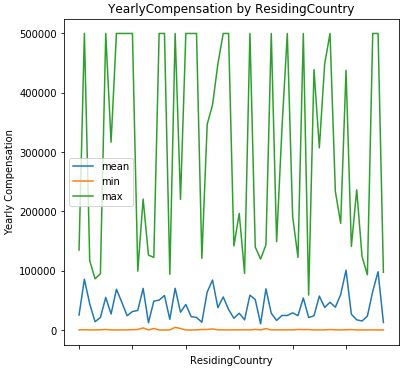 YearlyCompensation by ResidingCountry
500000
400000
300000
200000
100000
0
Yearly Compensation
mean
min
max
ResidingCountry